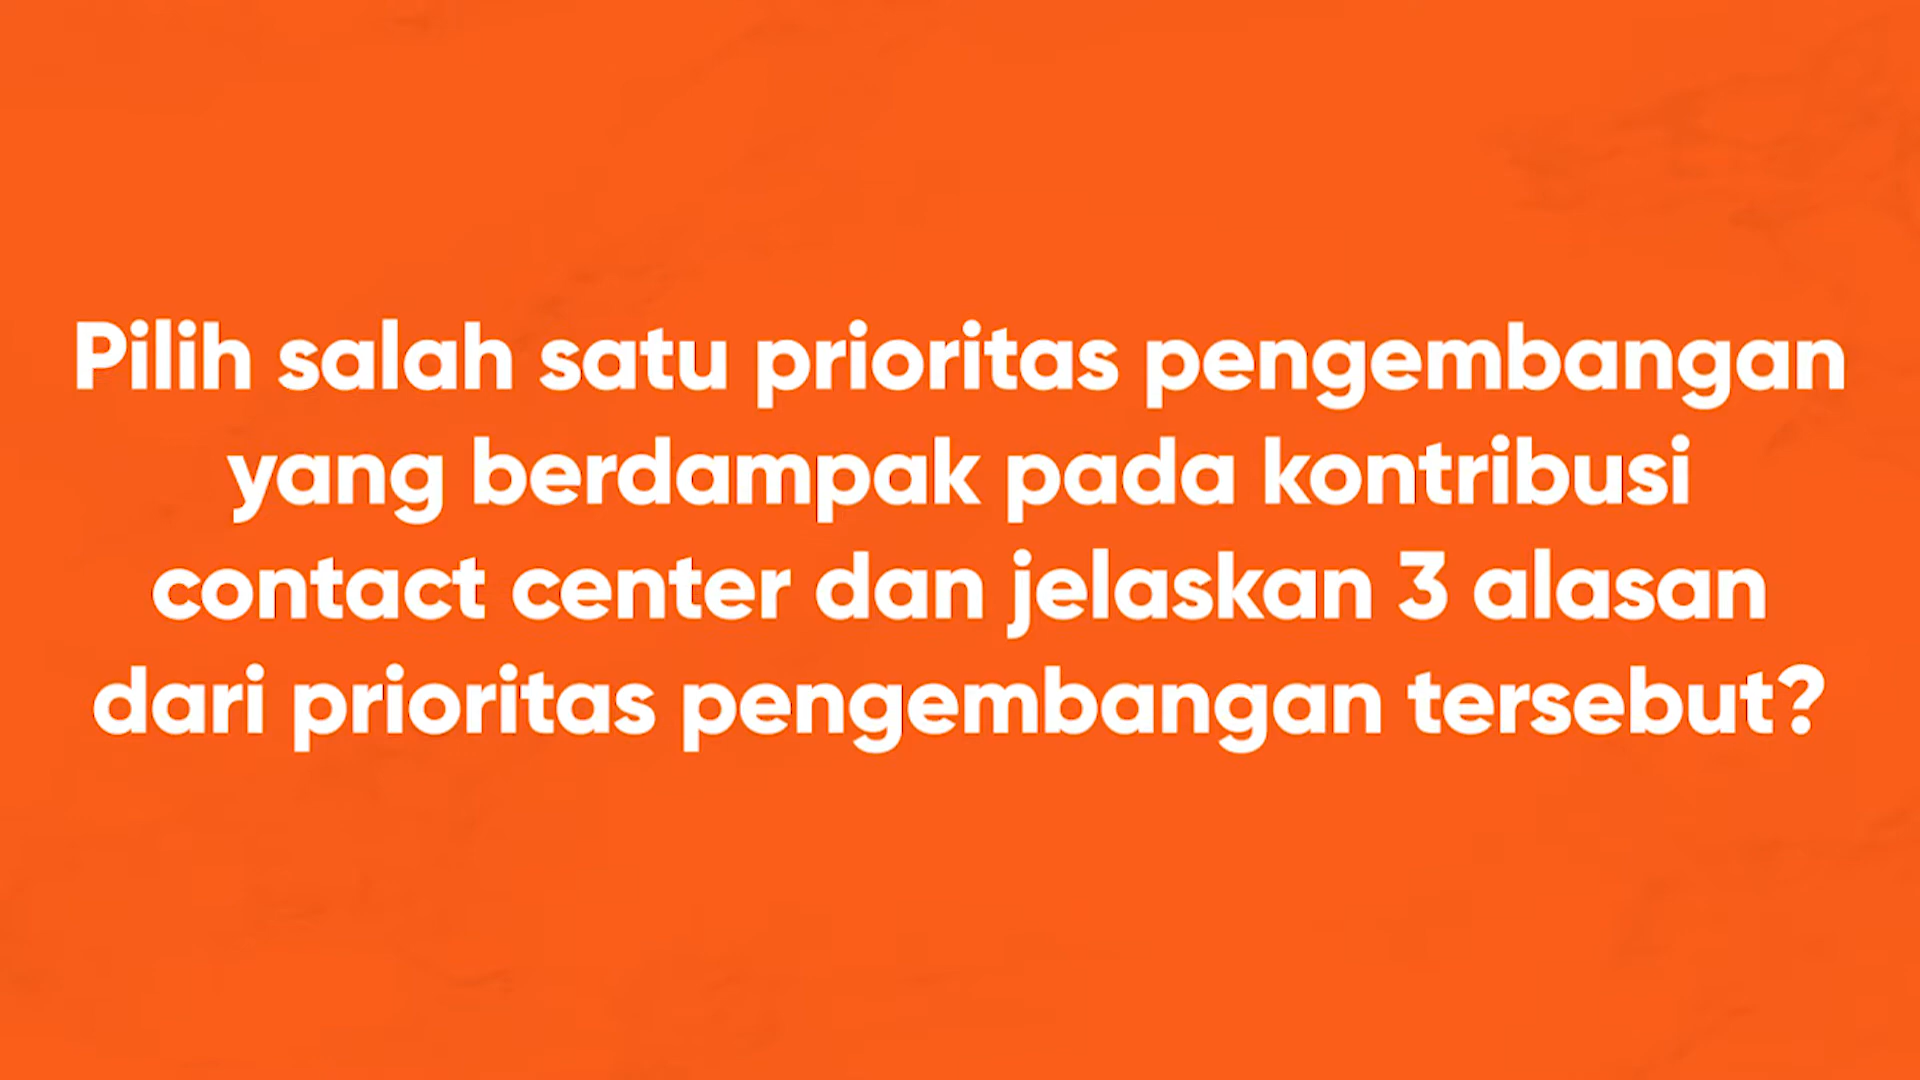 Pilih salah satu prioritas pengembangan
yang berdampak pada kontribusi
contact center dan jelaskan 3 alasan
dari prioritas pengembangan tersebut?